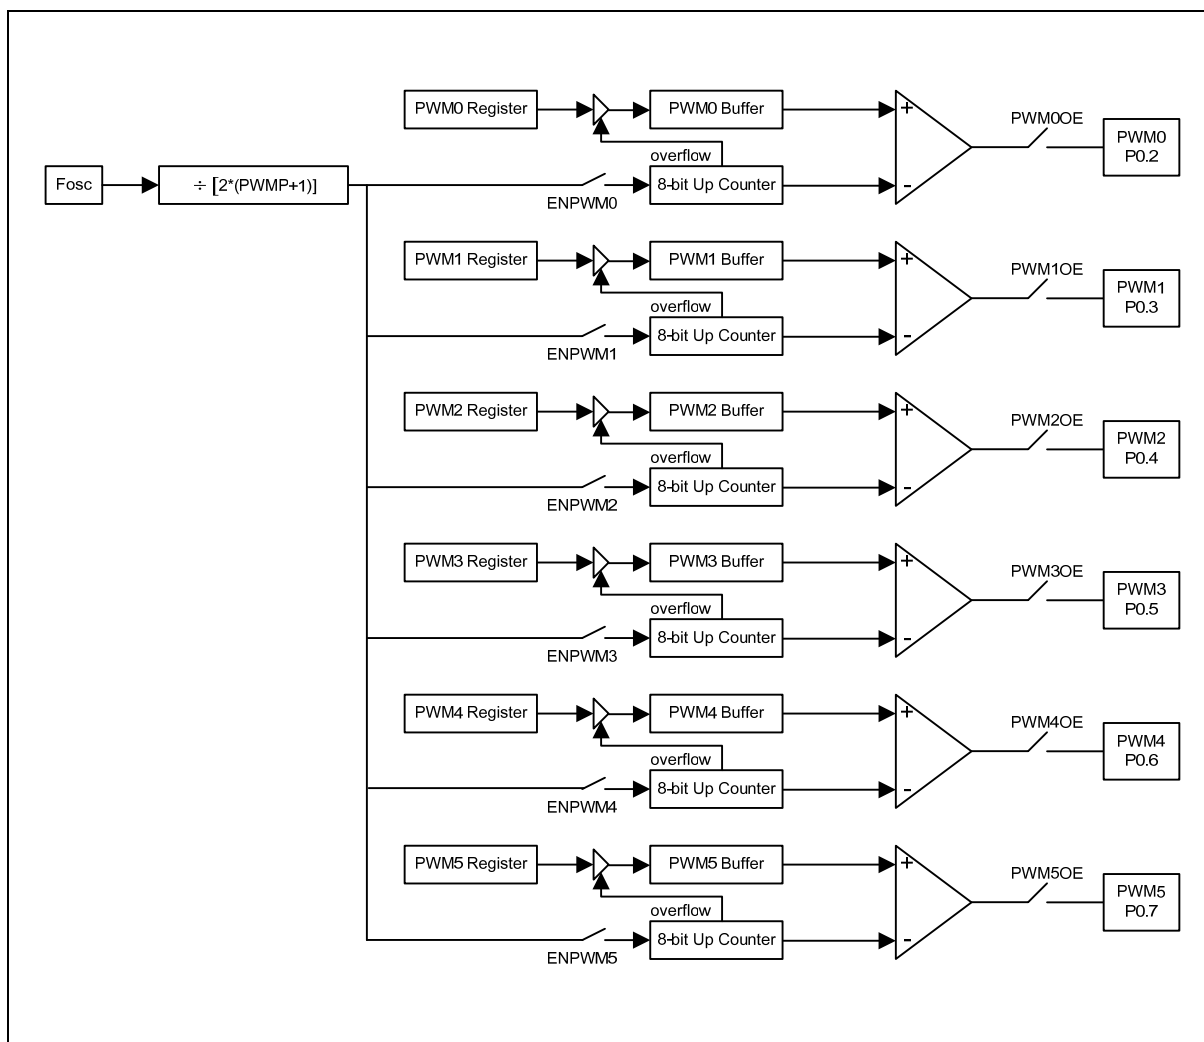 PWM0 Register
PWM0 Buffer
+
PWM0OE
PWM0
P0.2
overflow
Fosc
÷ [2*(PWMP+1)]
ENPWM0
8-bit Up Counter
-
PWM1 Register
PWM1 Buffer
+
PWM1OE
PWM1
P0.3
overflow
ENPWM1
8-bit Up Counter
-
PWM2 Register
PWM2 Buffer
+
PWM2OE
PWM2
P0.4
overflow
ENPWM2
8-bit Up Counter
-
PWM3 Register
PWM3 Buffer
+
PWM3OE
PWM3
P0.5
overflow
ENPWM3
8-bit Up Counter
-
PWM4 Register
PWM4 Buffer
+
PWM4OE
PWM4
P0.6
overflow
ENPWM4
8-bit Up Counter
-
PWM5 Register
PWM5 Buffer
+
PWM5OE
PWM5
P0.7
overflow
ENPWM5
8-bit Up Counter
-